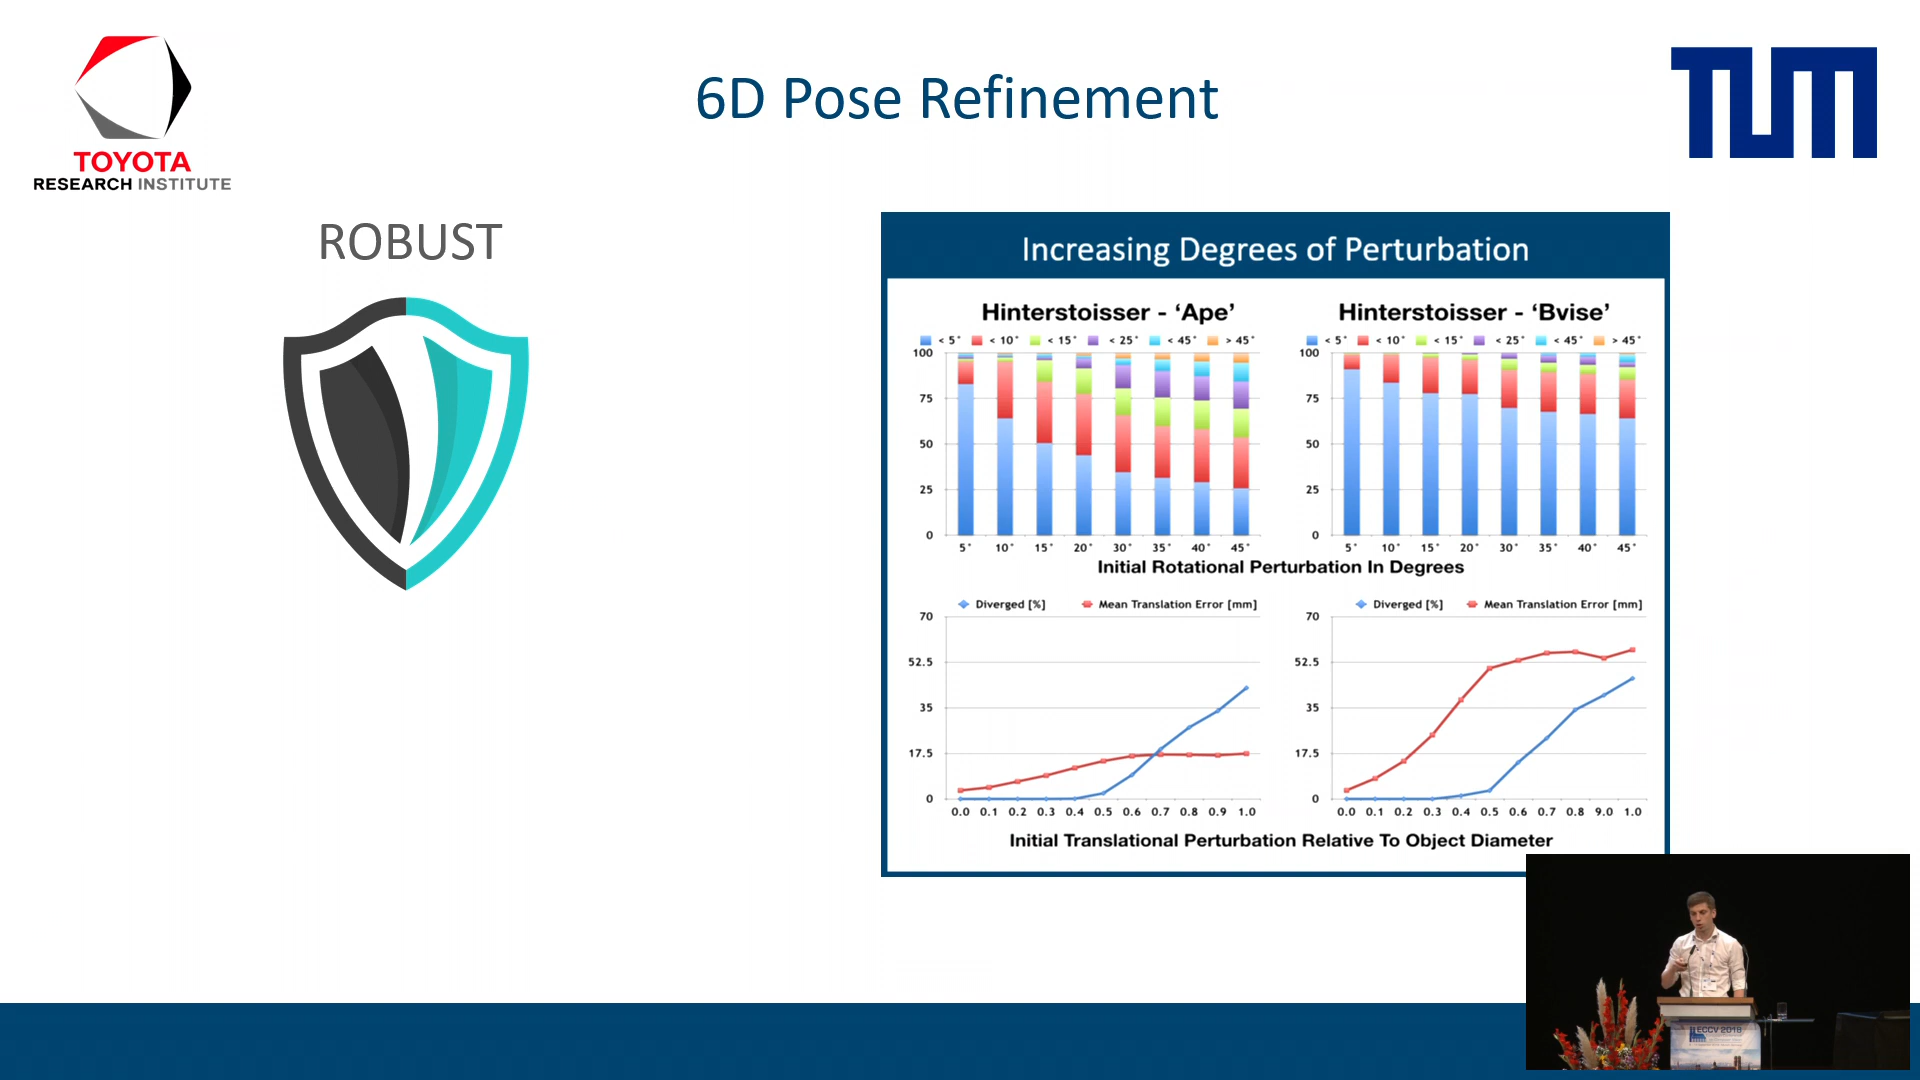 TOYOTA
RESEARCH INSTITUTE
6D Pose Refinement
TUM
ROBUST
Increasing Degrees of Perturbation
Hinterstoisser - ‘Ape’
< 5° < 10° < 15° < 25° < 45° > 45°
100
75
50
25
0
5° 10° 15° 20° 30° 35° 40° 45°
Hinterstoisser - ‘Bvise’
< 5° < 10° < 15° < 25° < 45° > 45°
100
75
50
25
0
5° 10° 15° 20° 30° 35° 40° 45°
Initial Rotational Perturbation In Degrees
Diverged [%] Mean Translation Error [mm]
70
52.5
35
17.5
0
0.0 0.1 0.2 0.3 0.4 0.5 0.6 0.7 0.8 0.9 1.0
Diverged [%] Mean Translation Error [mm]
70
52.5
35
17.5
0
0.0 0.1 0.2 0.3 0.4 0.5 0.6 0.7 0.8 9.0 1.0
Initial Translational Perturbation Relative To Object Diameter
ECCV 2018